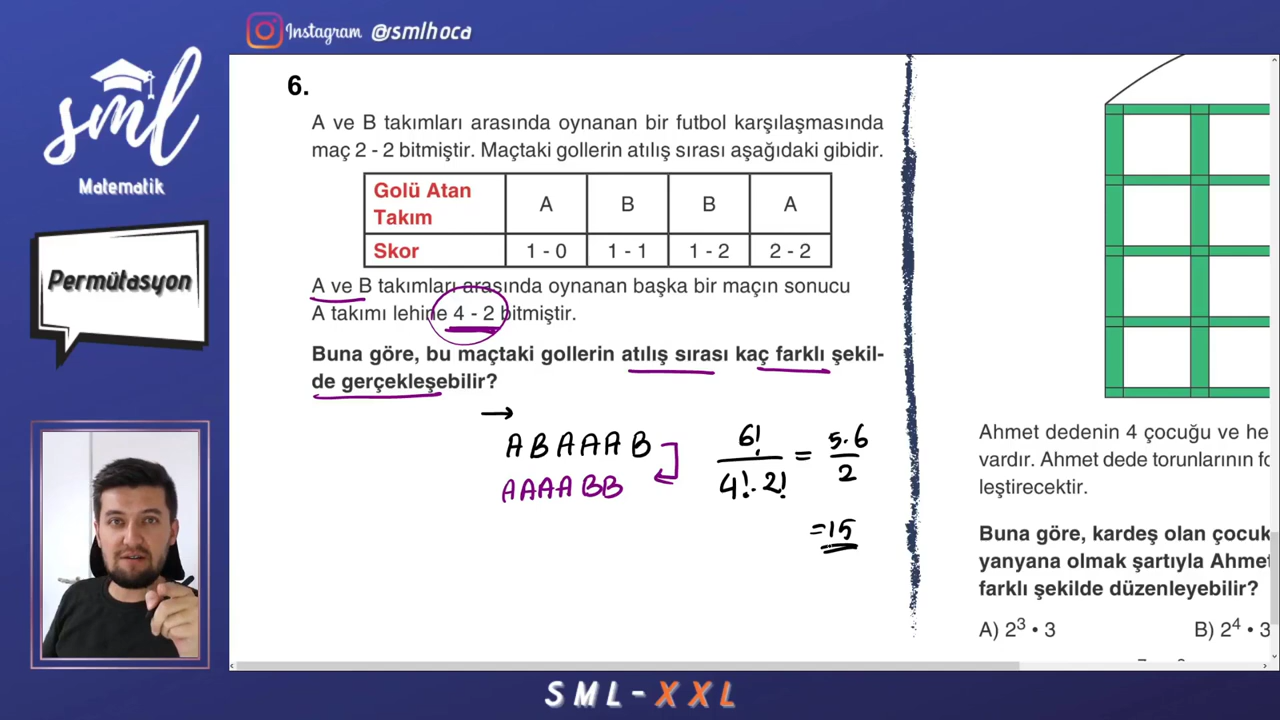 Instagram @smlhoca
sml
Matematik
Permütasyon
6.
A ve B takımları arasında oynanan bir futbol karşılaşmasında
maç 2 - 2 bitmiştir. Maçtaki gollerin atılış sırası aşağıdaki gibidir.
Golü Atan
Takım
A B B A
Skor 1 - 0 1 - 1 1 - 2 2 - 2
A ve B takımları arasında oynanan başka bir maçın sonucu
A takımı lehine 4 - 2 bitmiştir.
Buna göre, bu maçtaki gollerin atılış sırası kaç farklı şekil-
de gerçekleşebilir?
→
ABAAAB
AAAABB
6!
4!.2!
=
5.6
2
=15
Ahmet dedenin 4 çocuğu ve he
vardır. Ahmet dede torunlarının fo
leştirecektir.
Buna göre, kardeş olan çocuk
yanyana olmak şartıyla Ahmet
farklı şekilde düzenleyebilir?
A) 2³ • 3 B) 2⁴ • 3
SML-XXL